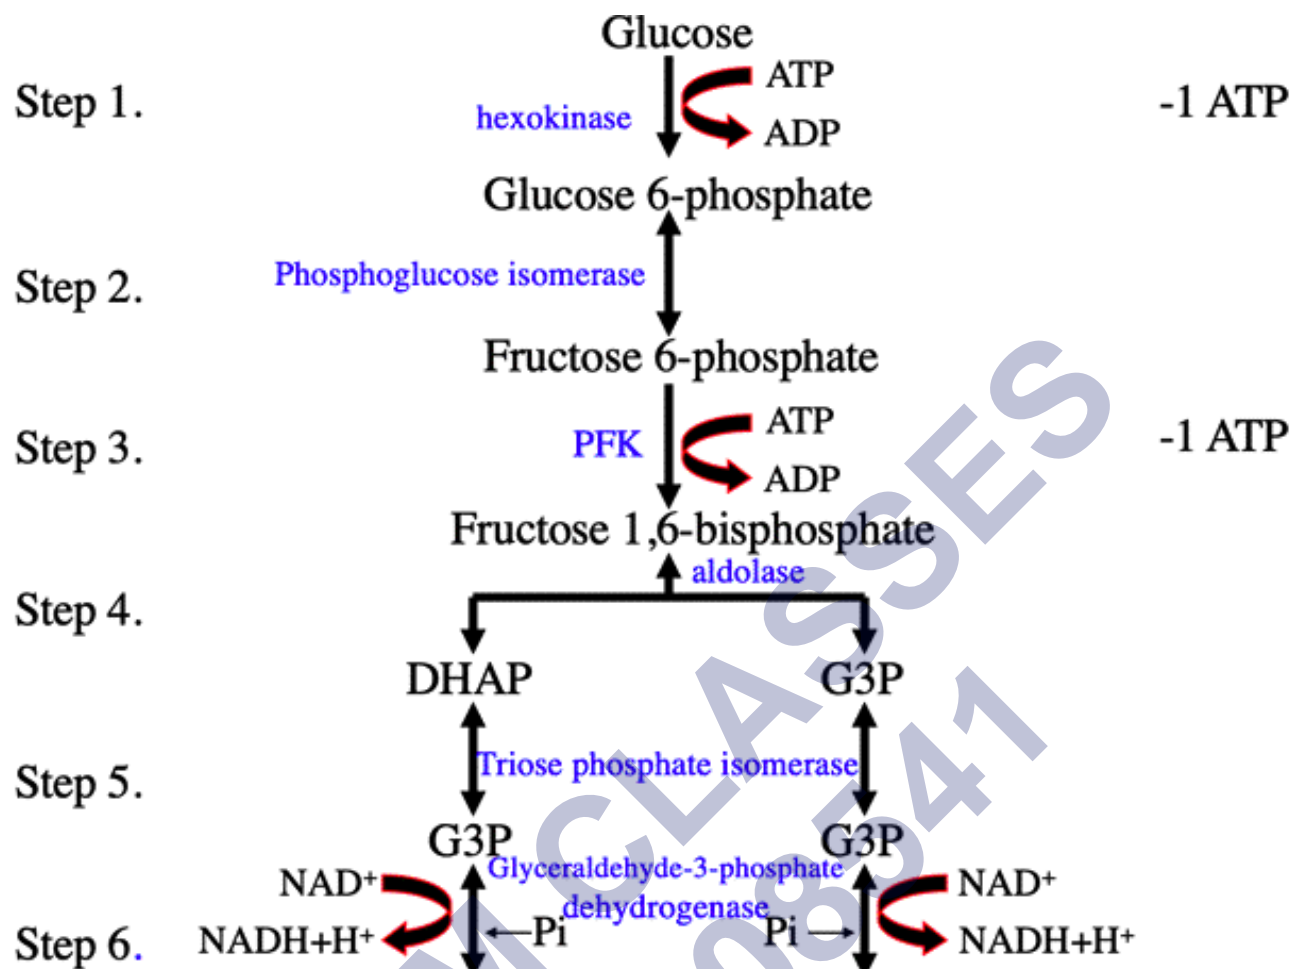 Glucose
Step 1.
hexokinase
ATP
ADP
-1 ATP
Glucose 6-phosphate
Step 2.
Phosphoglucose isomerase
Fructose 6-phosphate
Step 3.
PFK
ATP
ADP
-1 ATP
Fructose 1,6-bisphosphate
aldolase
Step 4.
DHAP
G3P
Step 5.
Triose phosphate isomerase
G3P
G3P
Glyceraldehyde-3-phosphate
dehydrogenase
NAD⁺
NAD⁺
Step 6.
NADH+H⁺
Pi
Pi
NADH+H⁺
M CLASSES
08541